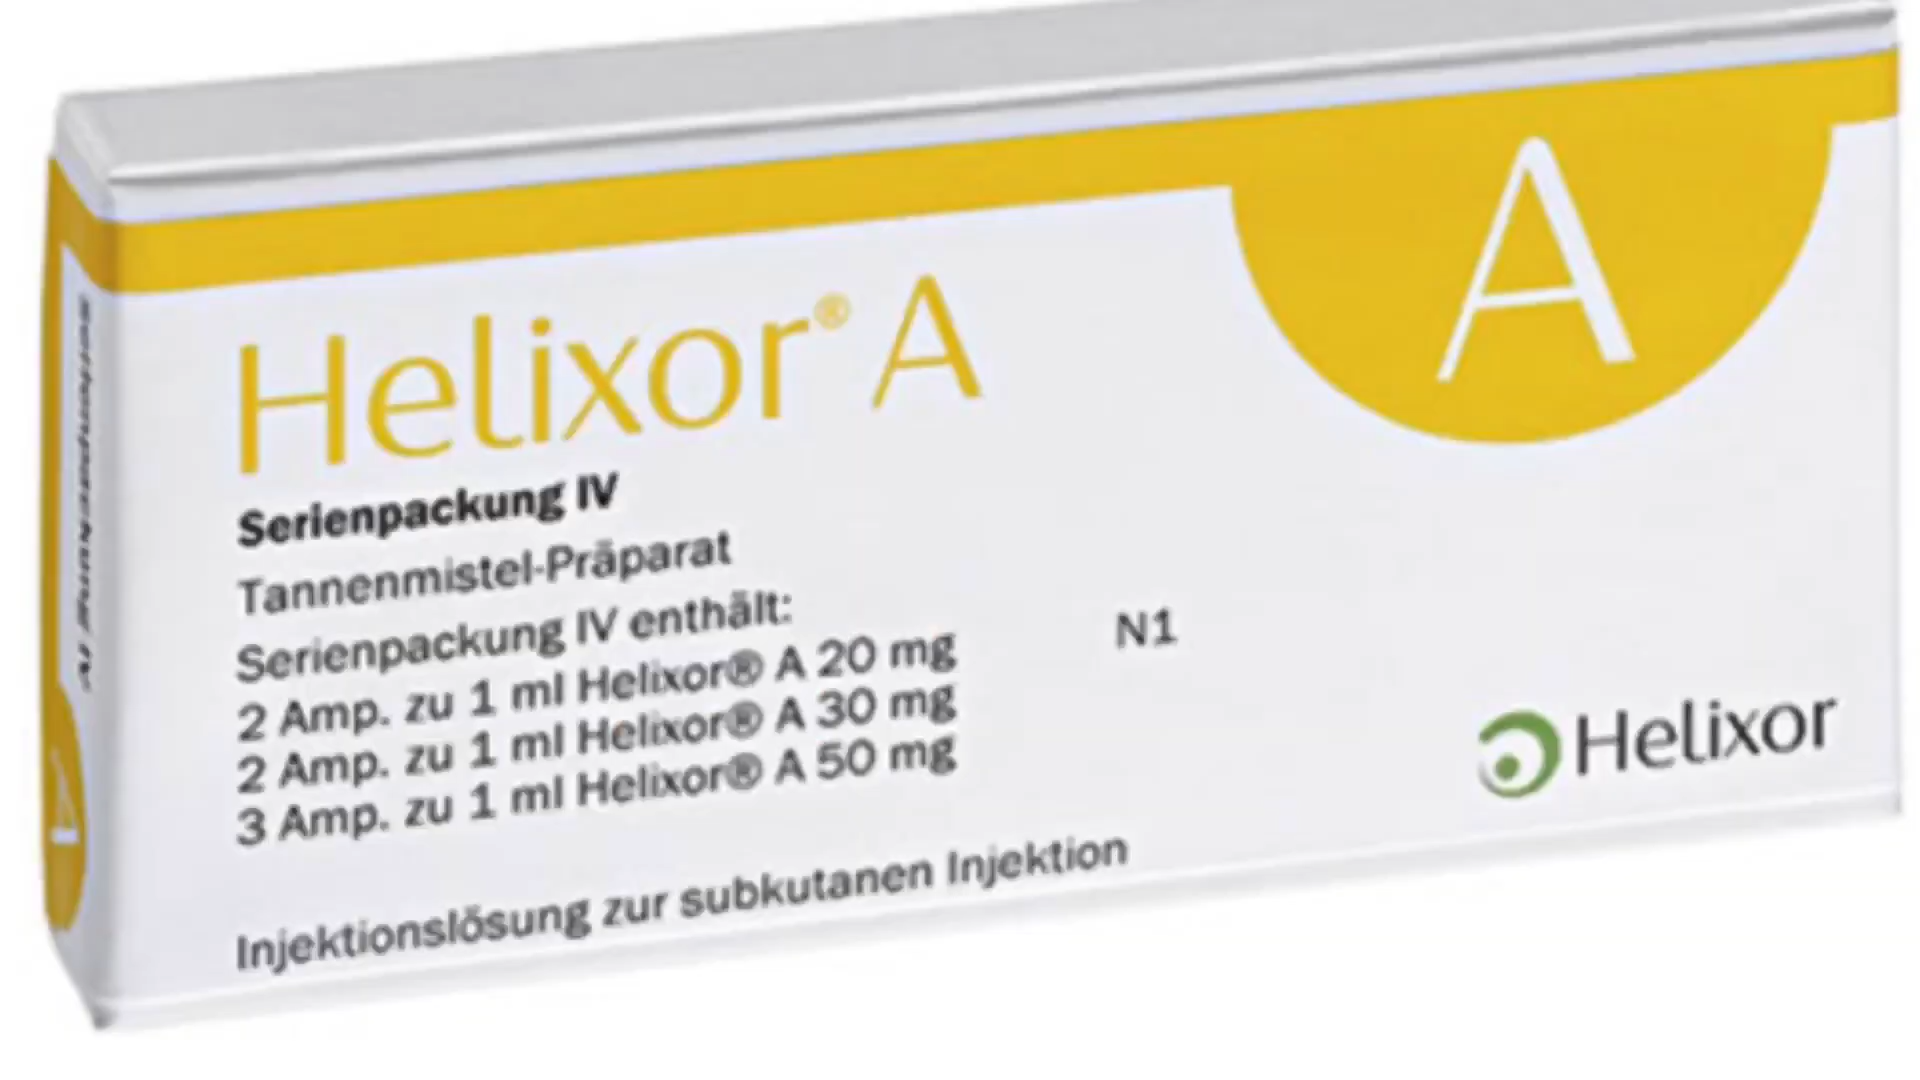 A
Helixor® A
Serienpackung IV
Tannenmistel-Präparat
Serienpackung IV enthält:
2 Amp. zu 1 ml Helixor® A 20 mg
2 Amp. zu 1 ml Helixor® A 30 mg
3 Amp. zu 1 ml Helixor® A 50 mg
N1
Helixor
Injektionslösung zur subkutanen Injektion
Serienpackung IV
A